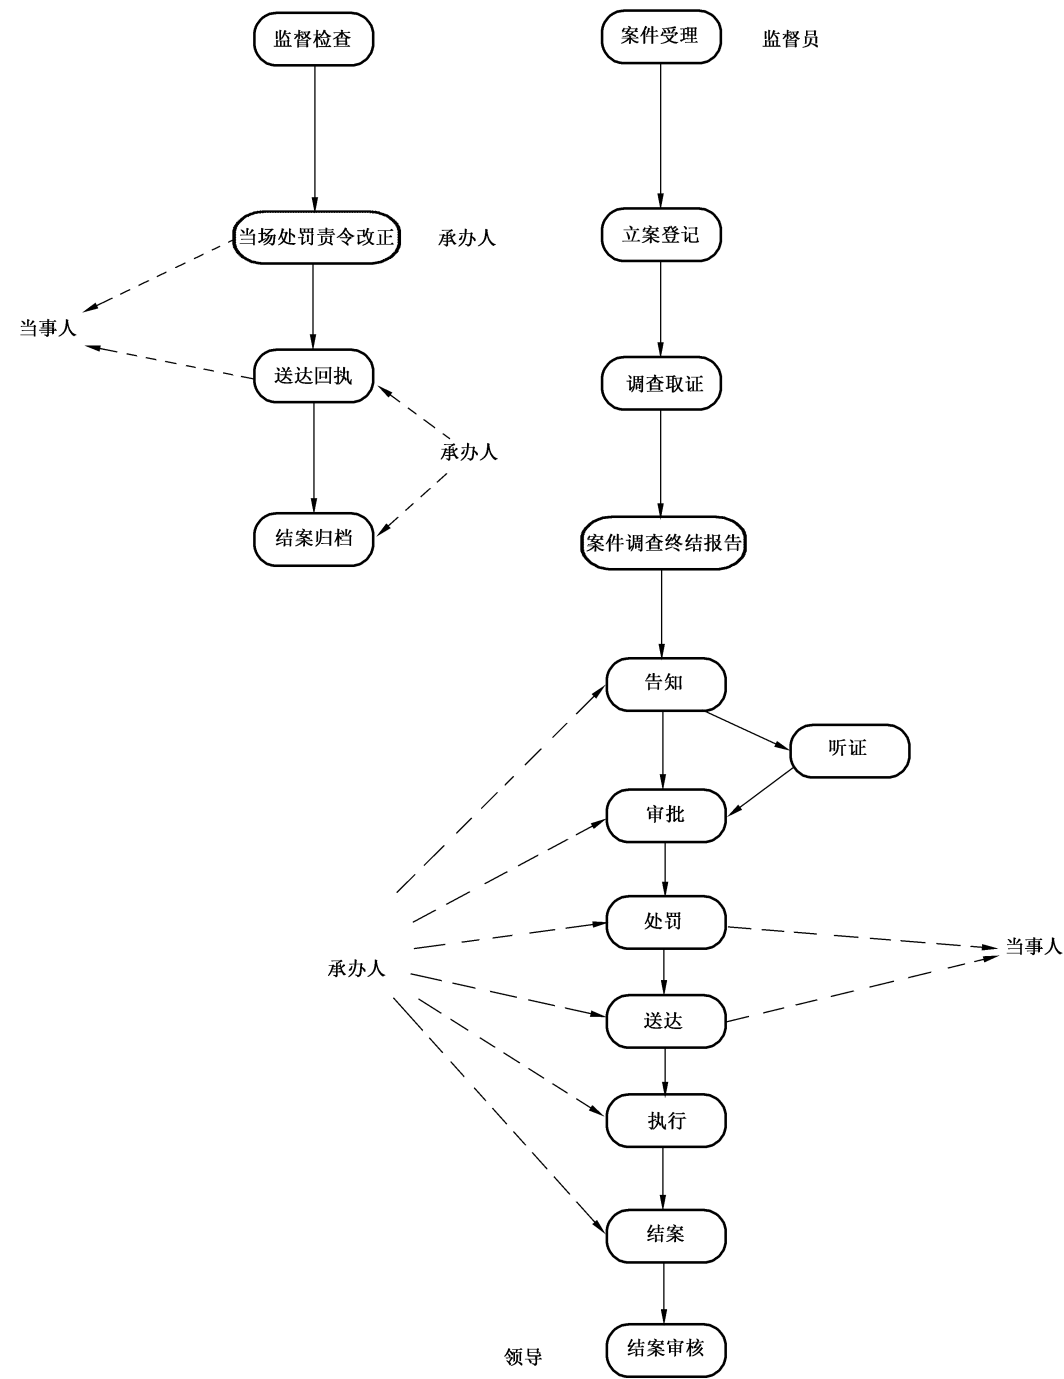 监督检查
案件受理
监督员
当场处罚责令改正
承办人
立案登记
当事人
送达回执
调查取证
承办人
结案归档
案件调查终结报告
告知
听证
审批
处罚
当事人
承办人
送达
执行
结案
结案审核
领导